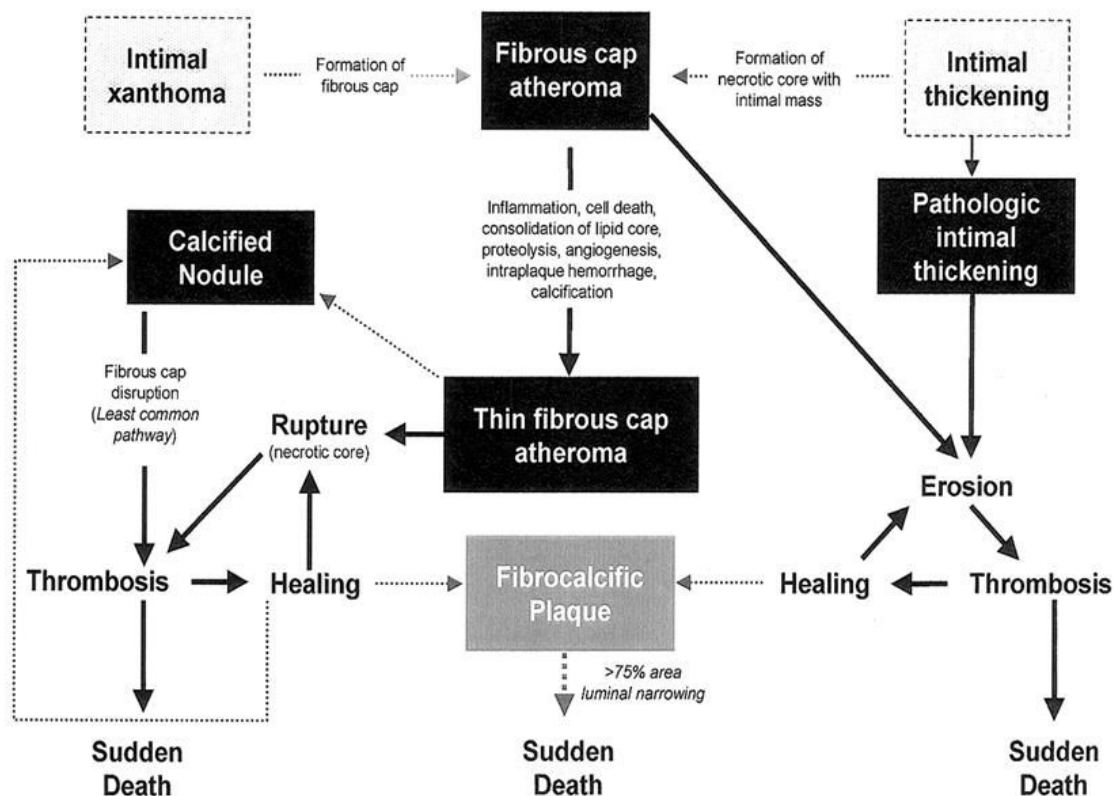 Intimal
xanthoma
Formation of
fibrous cap
Fibrous cap
atheroma
Formation of
necrotic core with
intimal mass
Intimal
thickening
Inflammation, cell death,
consolidation of lipid core,
proteolysis, angiogenesis,
intraplaque hemorrhage,
calcification
Pathologic
intimal
thickening
Calcified
Nodule
Fibrous cap
disruption
(Least common
pathway)
Rupture
(necrotic core)
Thin fibrous cap
atheroma
Erosion
Thrombosis
Healing
Fibrocalcific
Plaque
Healing
Thrombosis
>75% area
luminal narrowing
Sudden
Death
Sudden
Death
Sudden
Death